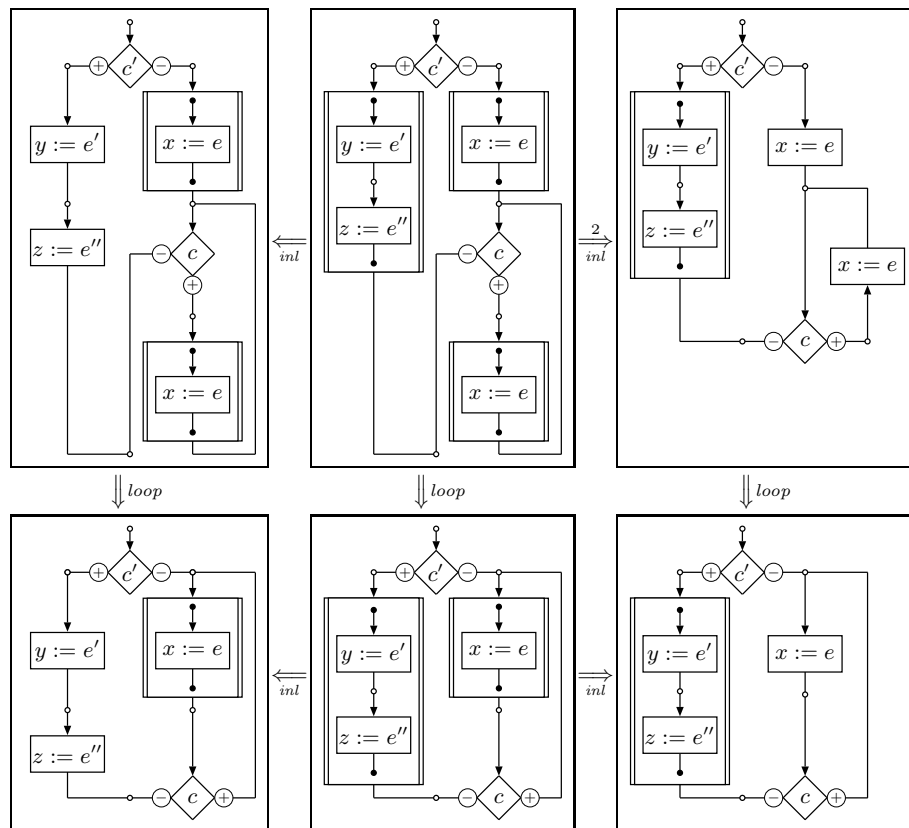 c′ c′ c′
+ − + − + −
y := e′ x := e y := e′ x := e y := e′ x := e
z := e′′ c z := e′′ c z := e′′
− − 2
inl inl
+ + x := e
− c +
x := e x := e
loop loop loop
c′ c′ c′
+ − + − + −
y := e′ x := e y := e′ x := e y := e′ x := e
inl inl
z := e′′ z := e′′ z := e′′
− c + − c + − c +